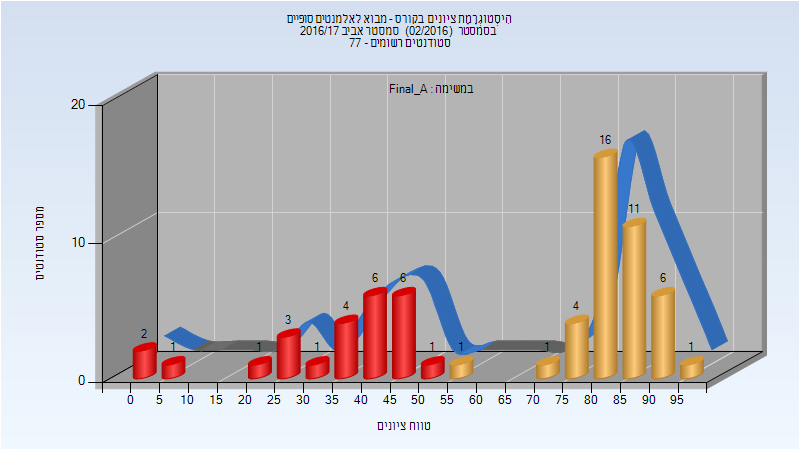 היסטוגרמת ציונים בקורס - מבוא לאלמנטים סופיים
בסמסטר (02/2016) סמסטר אביב 2016/17
סטודנטים רשומים - 77
במשימה : Final_A
מספר סטודנטים
20
10
0
2
1
1
3
1
4
6
6
1
1
1
4
16
11
6
1
0 5 10 15 20 25 30 35 40 45 50 55 60 65 70 75 80 85 90 95
טווח ציונים